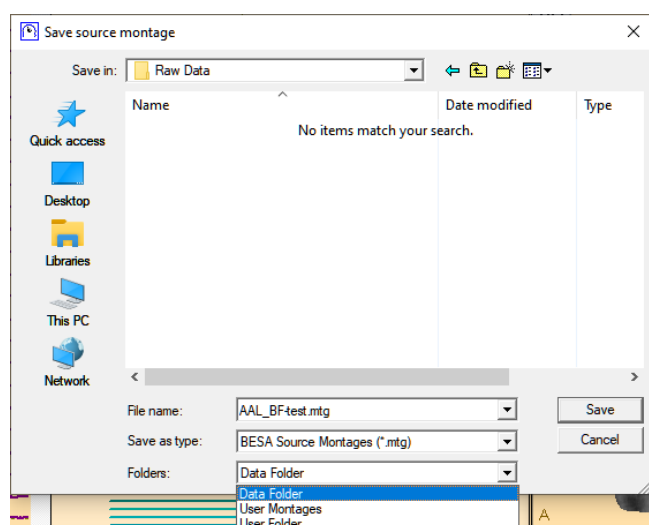 Save source montage
Save in:
Raw Data
Name
Date modified
Type
No items match your search.
Quick access
Desktop
Libraries
This PC
Network
File name:
AAL_BF-test.mtg
Save
Save as type:
BESA Source Montages (*.mtg)
Cancel
Folders:
Data Folder
Data Folder
User Montages
User Folder
A